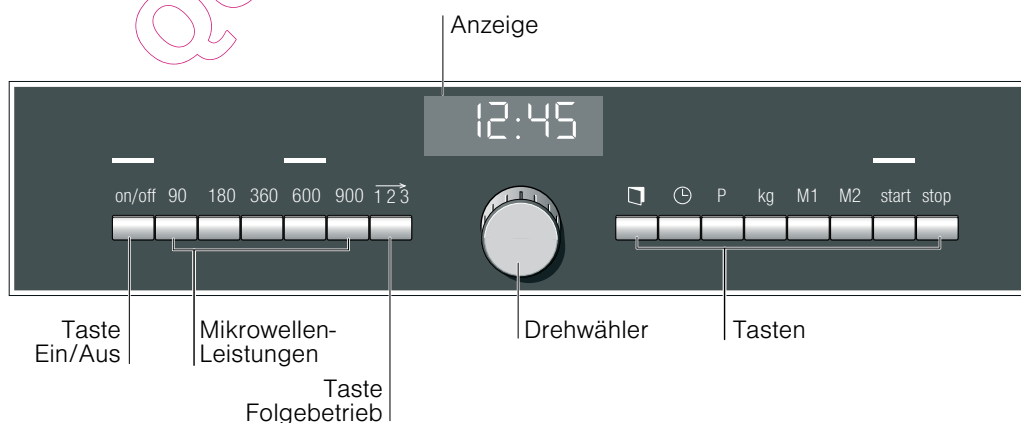 Anzeige
12:45
on/off 90 180 360 600 900 1 2 3
P kg M1 M2 start stop
Taste
Ein/Aus
Mikrowellen-
Leistungen
Taste
Folgebetrieb
Drehwähler
Tasten